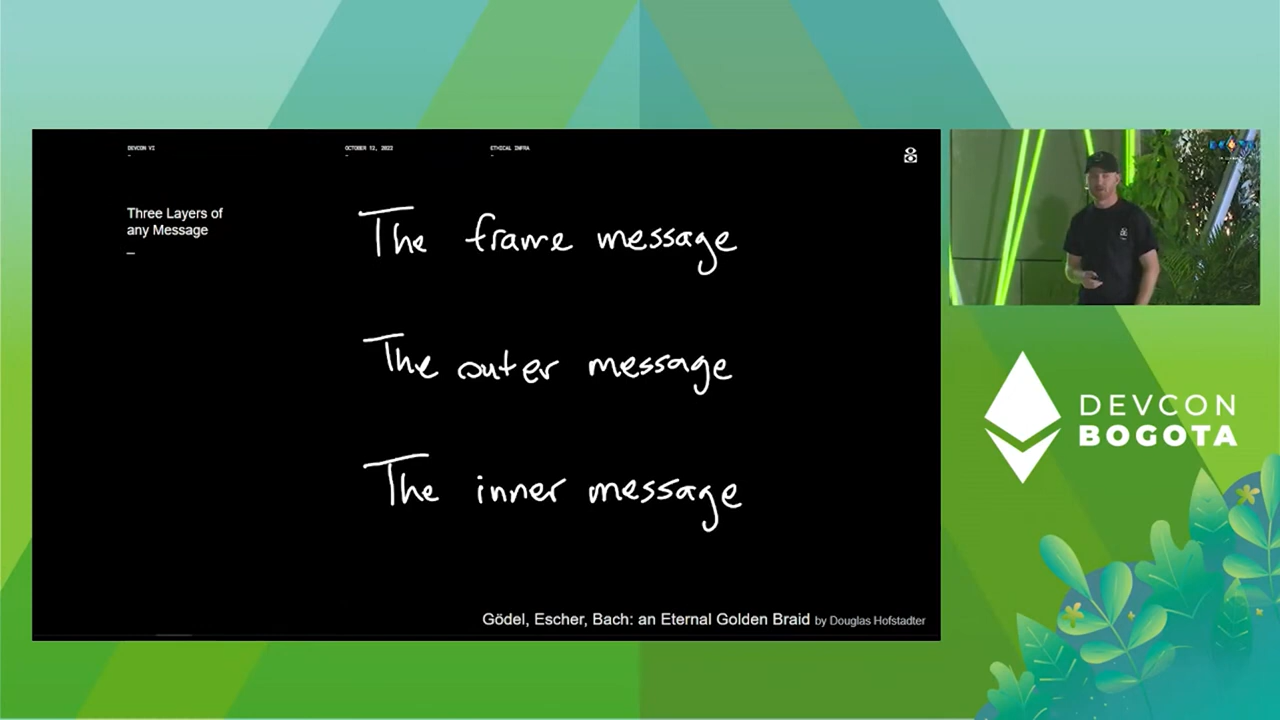 DEVCON VI
OCTOBER 12, 2022
ETHICAL INFRA
Three Layers of
any Message
The frame message
The outer message
The inner message
Gödel, Escher, Bach: an Eternal Golden Braid by Douglas Hofstadter
DEVCON
BOGOTA